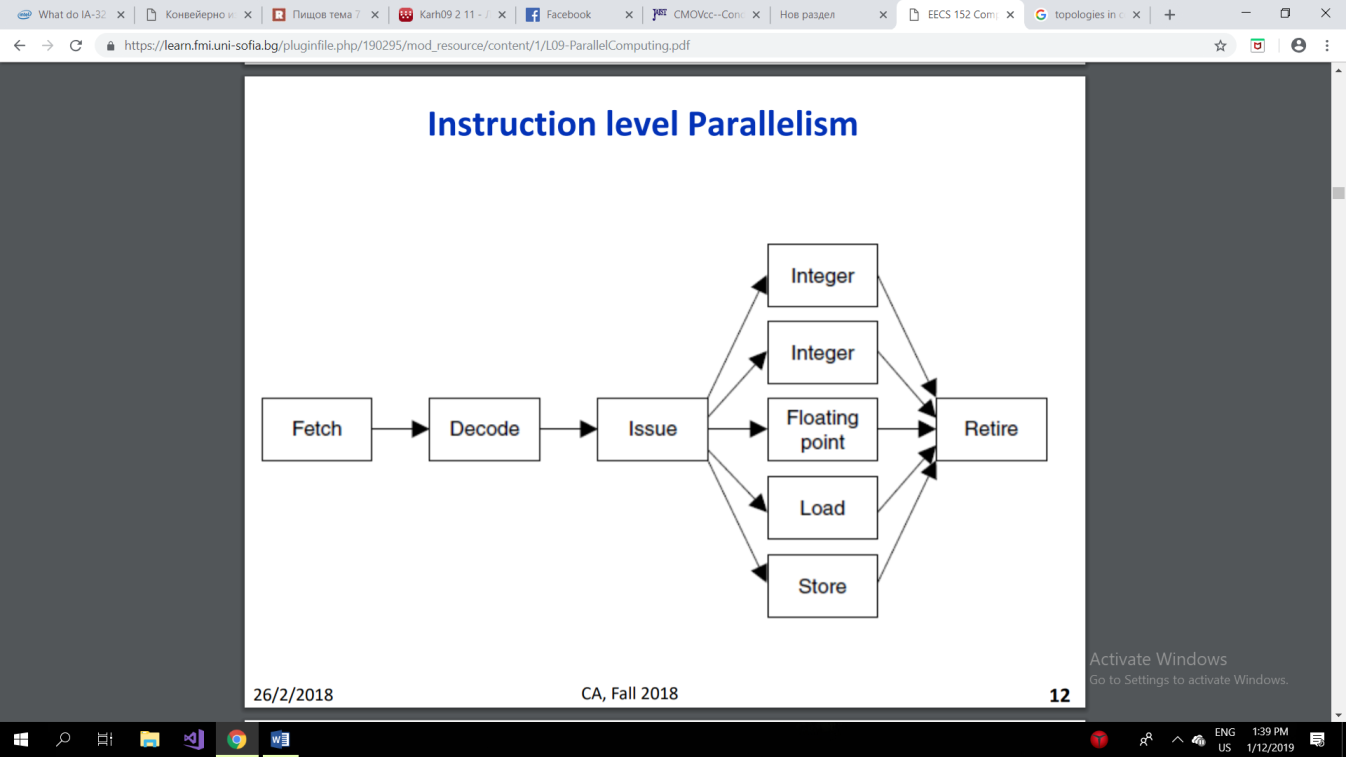 What do IA-32
Конвейерно и
Пищов тема 7
Karh09 2 11 - Л
Facebook
CMOVcc--Con
Нов раздел
EECS 152 Comp
topologies in c
https://learn.fmi.uni-sofia.bg/pluginfile.php/190295/mod_resource/content/1/L09-ParallelComputing.pdf
Instruction level Parallelism
Integer
Integer
Fetch
Decode
Issue
Floating
point
Retire
Load
Store
26/2/2018
CA, Fall 2018
12
Activate Windows
Go to Settings to activate Windows.
ENG
US
1:39 PM
1/12/2019